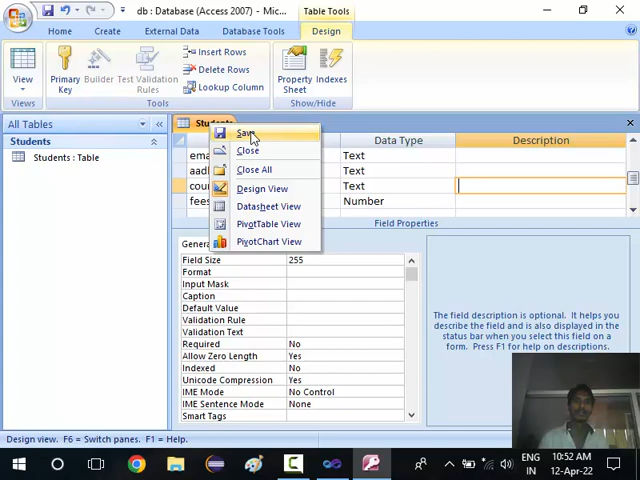 db : Database (Access 2007) - Mic...
Table Tools
Home
Create
External Data
Database Tools
Design
View
Primary Key
Builder
Test Validation Rules
Insert Rows
Delete Rows
Lookup Column
Property Sheet
Indexes
Views
Tools
Show/Hide
All Tables
Students
Students : Table
Students
Save
Close
Close All
Design View
Datasheet View
PivotTable View
PivotChart View
Data Type
Description
Text
Text
Text
fees
Number
Field Properties
Field Size 255
Format
Input Mask
Caption
Default Value
Validation Rule
Validation Text
Required No
Allow Zero Length Yes
Indexed No
Unicode Compression Yes
IME Mode No Control
IME Sentence Mode None
Smart Tags
The field description is optional. It helps you
describe the field and is also displayed in the
status bar when you select this field on a
form. Press F1 for help on descriptions.
Design view. F6 = Switch panes. F1 = Help.
ENG
IN
10:52 AM
12-Apr-22